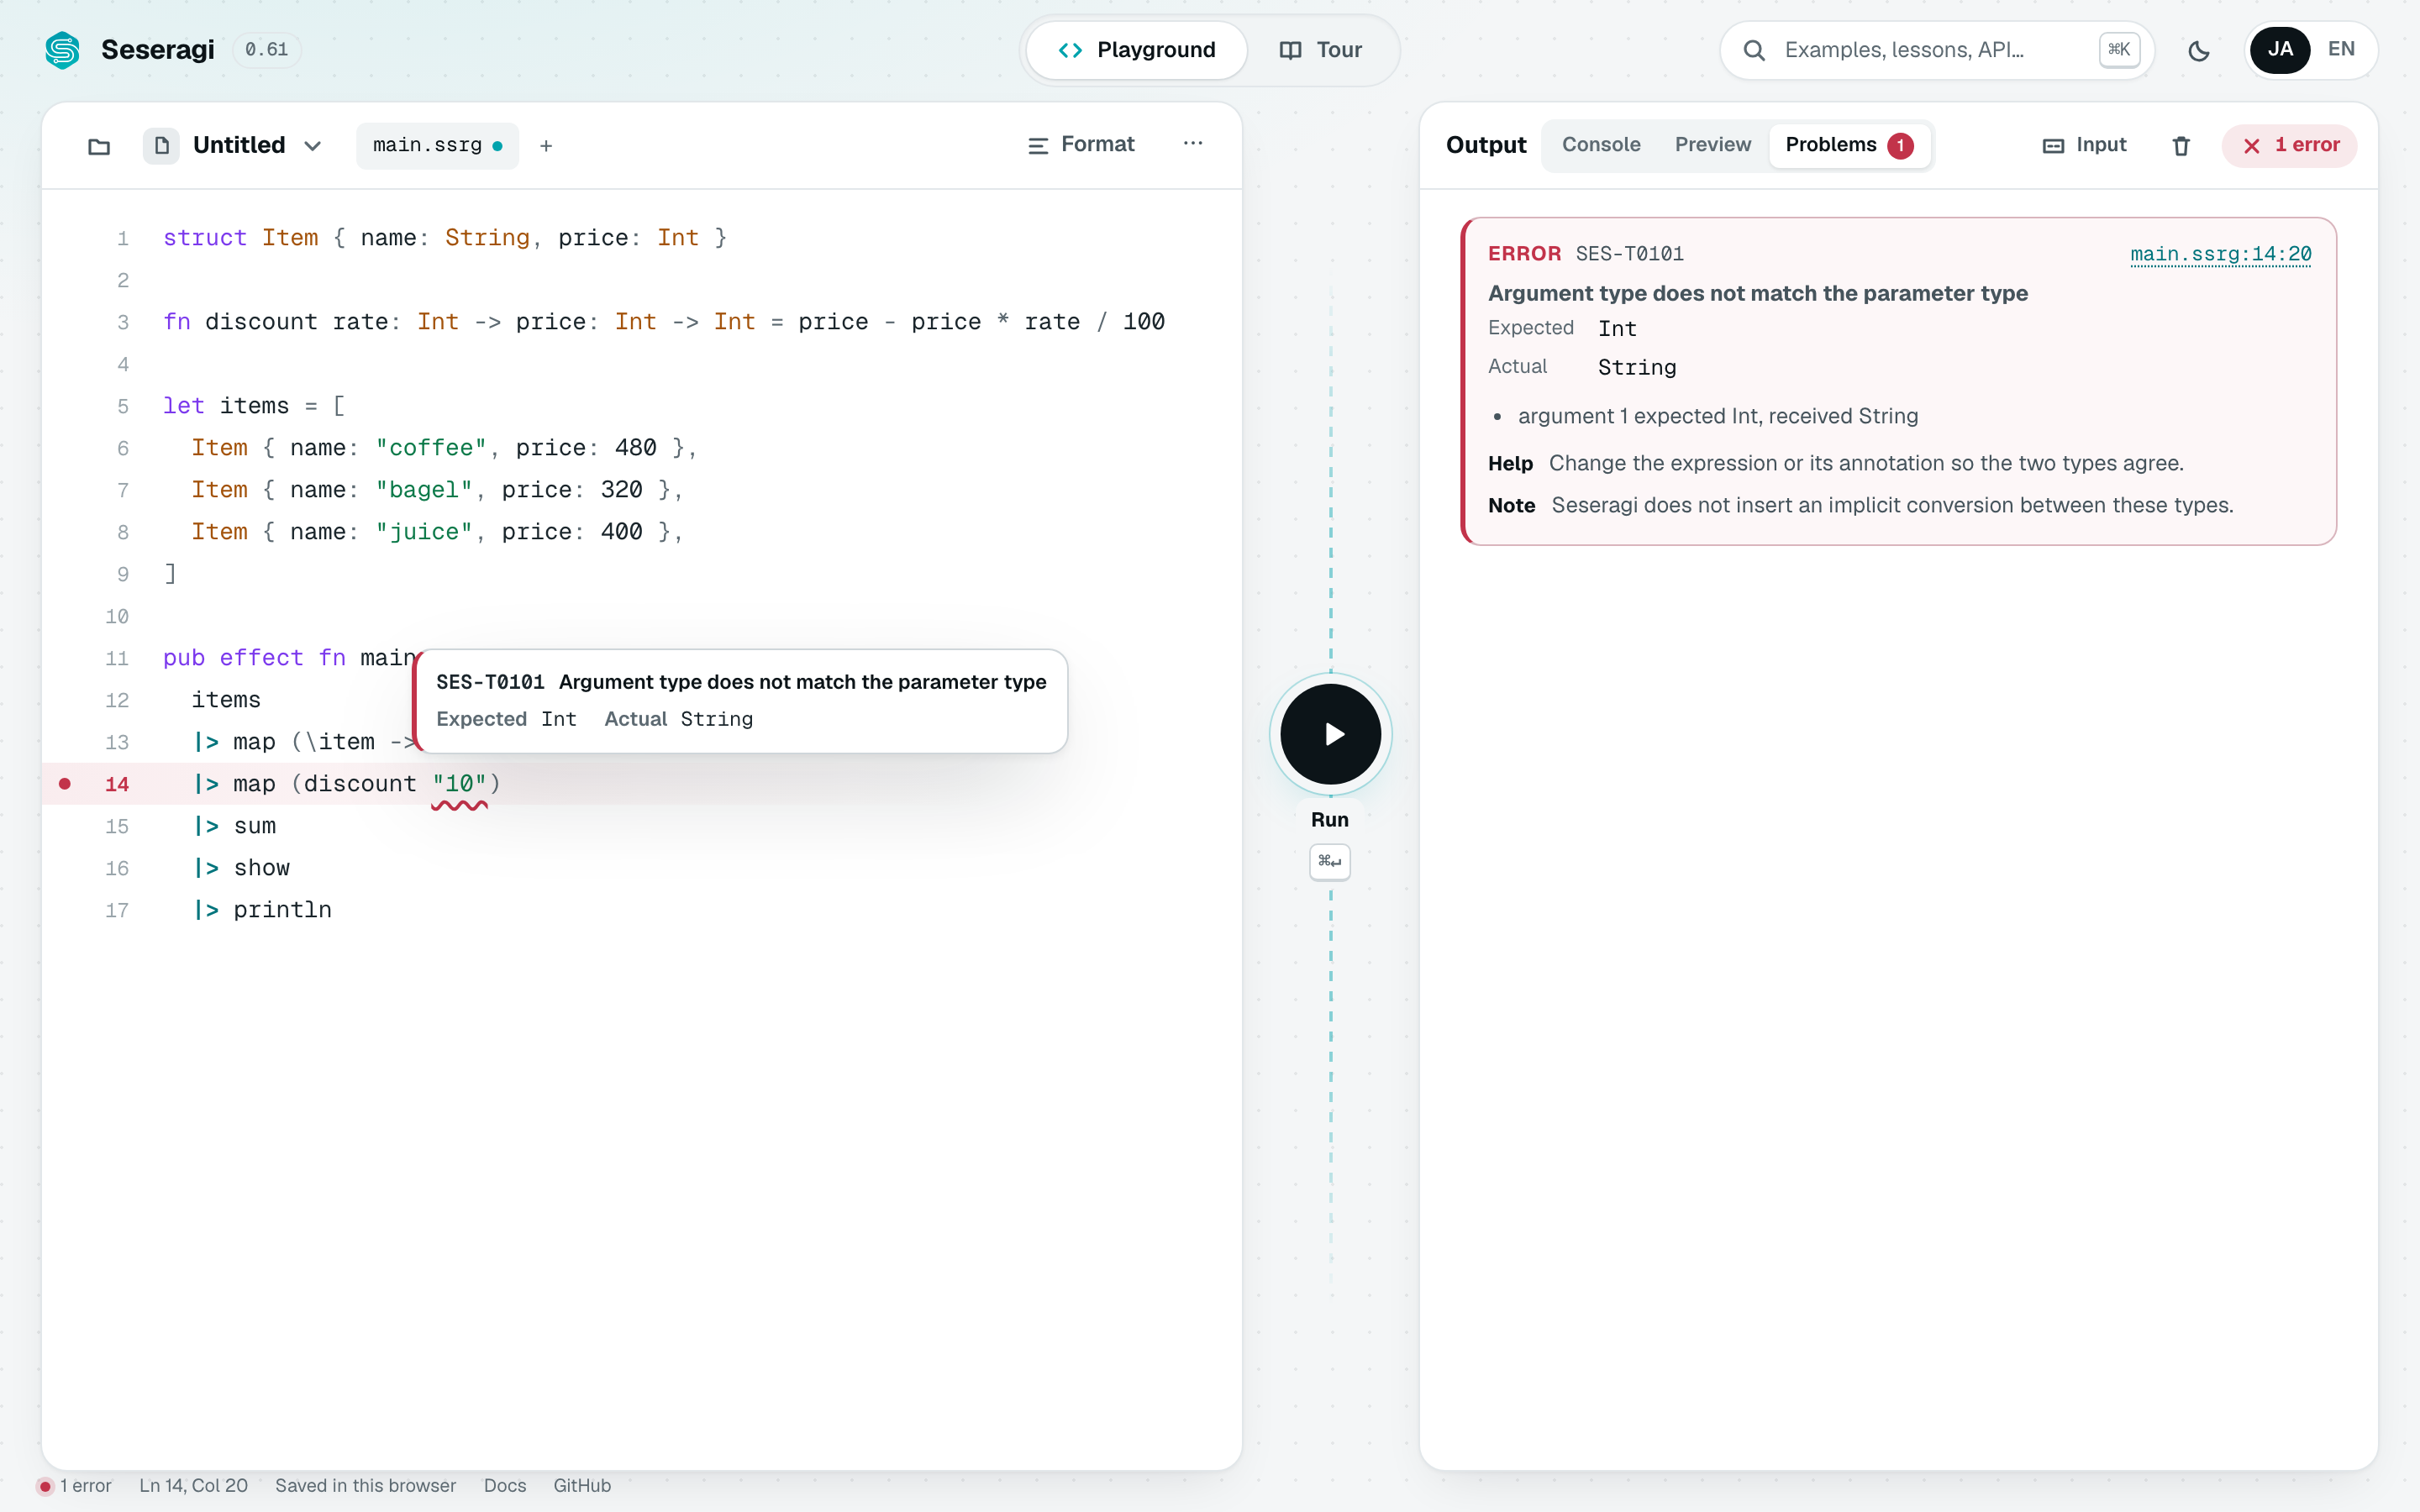 Seseragi 0.61
Playground Tour
Examples, lessons, API... ⌘K
JA EN
Untitled main.ssrg + Format ...
1 struct Item { name: String, price: Int }
2
3 fn discount rate: Int -> price: Int -> Int = price - price * rate / 100
4
5 let items = [
6 Item { name: "coffee", price: 480 },
7 Item { name: "bagel", price: 320 },
8 Item { name: "juice", price: 400 },
9 ]
10
11 pub effect fn main
12 items
13 |> map (\item ->
14 |> map (discount "10")
15 |> sum
16 |> show
17 |> println
SES-T0101 Argument type does not match the parameter type
Expected Int Actual String
Run
⌘↵
Output Console Preview Problems 1 Input 1 error
ERROR SES-T0101 main.ssrg:14:20
Argument type does not match the parameter type
Expected Int
Actual String
• argument 1 expected Int, received String
Help Change the expression or its annotation so the two types agree.
Note Seseragi does not insert an implicit conversion between these types.
1 error Ln 14, Col 20 Saved in this browser Docs GitHub